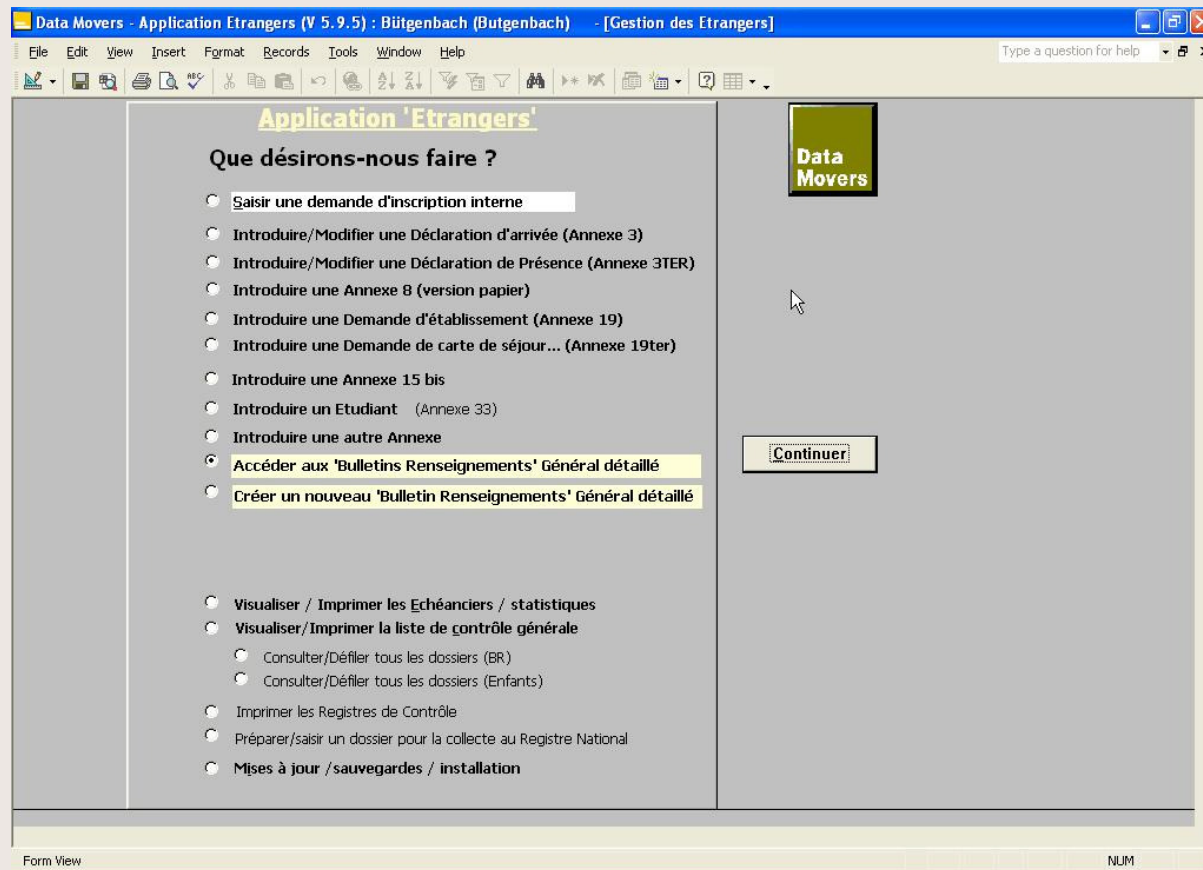 Data Movers - Application Etrangers (V 5.9.5) : Bütgenbach (Butgenbach) - [Gestion des Etrangers]
File Edit View Insert Format Records Tools Window Help Type a question for help
Application 'Etrangers'
Que désirons-nous faire ?
Data
Movers
Saisir une demande d'inscription interne
Introduire/Modifier une Déclaration d'arrivée (Annexe 3)
Introduire/Modifier une Déclaration de Présence (Annexe 3TER)
Introduire une Annexe 8 (version papier)
Introduire une Demande d'établissement (Annexe 19)
Introduire une Demande de carte de séjour... (Annexe 19ter)
Introduire une Annexe 15 bis
Introduire un Etudiant (Annexe 33)
Introduire une autre Annexe
Accéder aux 'Bulletins Renseignements' Général détaillé
Continuer
Créer un nouveau 'Bulletin Renseignements' Général détaillé
Visualiser / Imprimer les Echéanciers / statistiques
Visualiser/Imprimer la liste de contrôle générale
Consulter/Défiler tous les dossiers (BR)
Consulter/Défiler tous les dossiers (Enfants)
Imprimer les Registres de Contrôle
Préparer/saisir un dossier pour la collecte au Registre National
Mises à jour /sauvegardes / installation
Form View NUM